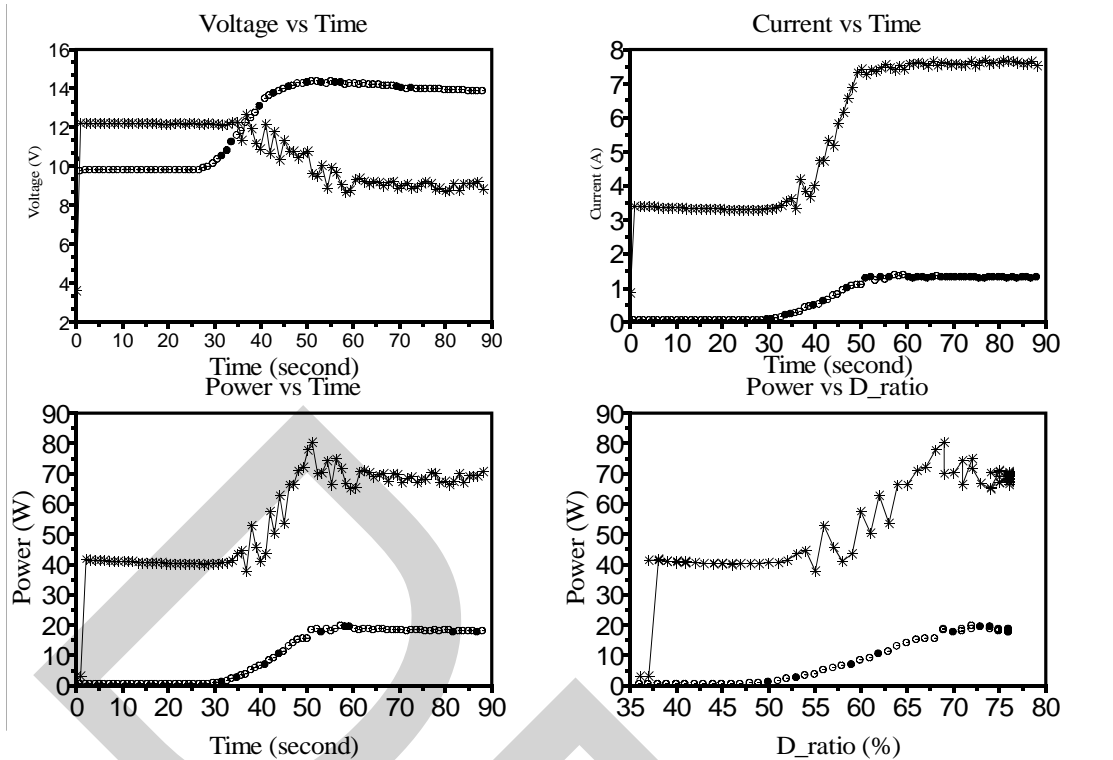 Voltage vs Time
Current vs Time
16
14
12
10
8
6
4
2
Voltage (V)
0 10 20 30 40 50 60 70 80 90
Time (second)
8
7
6
5
4
3
2
1
0
Current (A)
0 10 20 30 40 50 60 70 80 90
Time (second)
Power vs Time
Power vs D_ratio
90
80
70
60
50
40
30
20
10
0
Power (W)
0 10 20 30 40 50 60 70 80 90
Time (second)
90
80
70
60
50
40
30
20
10
0
Power (W)
35 40 45 50 55 60 65 70 75 80
D_ratio (%)